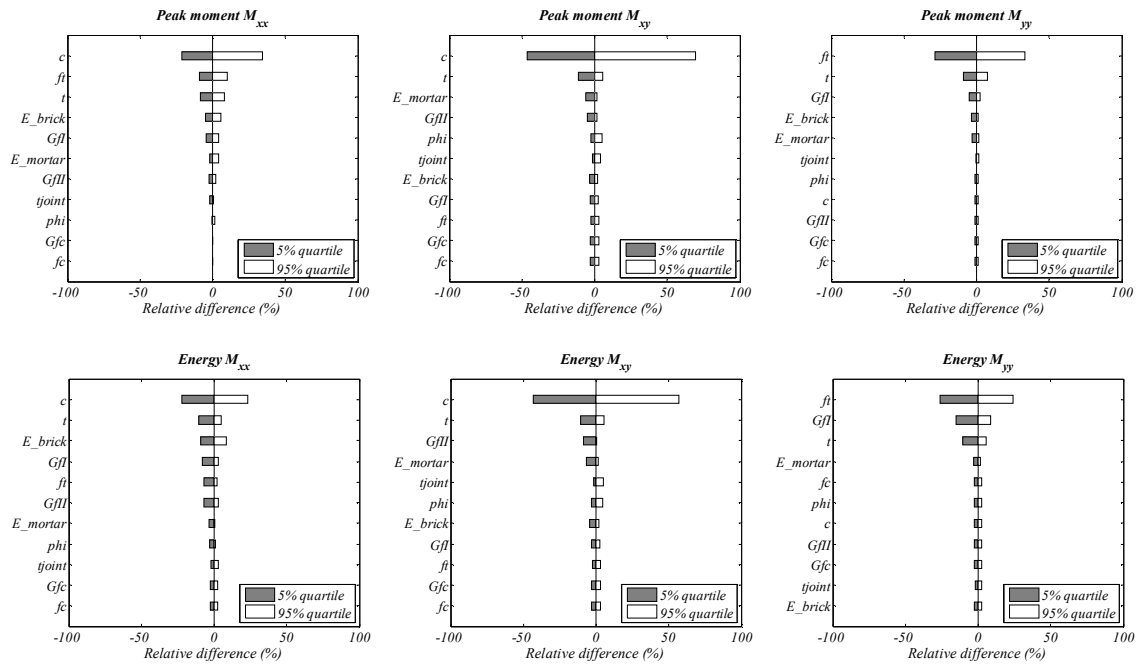 Peak moment M_xx
c
ft
t
E_brick
GfI
E_mortar
GfII
tjoint
phi
Gfc
fc
5% quartile
95% quartile
-100 -50 0 50 100
Relative difference (%)
Peak moment M_xy
c
t
E_mortar
GfII
phi
tjoint
E_brick
GfI
ft
Gfc
fc
5% quartile
95% quartile
-100 -50 0 50 100
Relative difference (%)
Peak moment M_yy
ft
t
GfI
E_brick
E_mortar
tjoint
phi
c
GfII
Gfc
fc
5% quartile
95% quartile
-100 -50 0 50 100
Relative difference (%)
Energy M_xx
c
t
E_brick
GfI
ft
GfII
E_mortar
phi
tjoint
Gfc
fc
5% quartile
95% quartile
-100 -50 0 50 100
Relative difference (%)
Energy M_xy
c
t
GfII
E_mortar
tjoint
phi
E_brick
GfI
ft
Gfc
fc
5% quartile
95% quartile
-100 -50 0 50 100
Relative difference (%)
Energy M_yy
ft
GfI
t
E_mortar
fc
phi
c
GfII
Gfc
tjoint
E_brick
5% quartile
95% quartile
-100 -50 0 50 100
Relative difference (%)